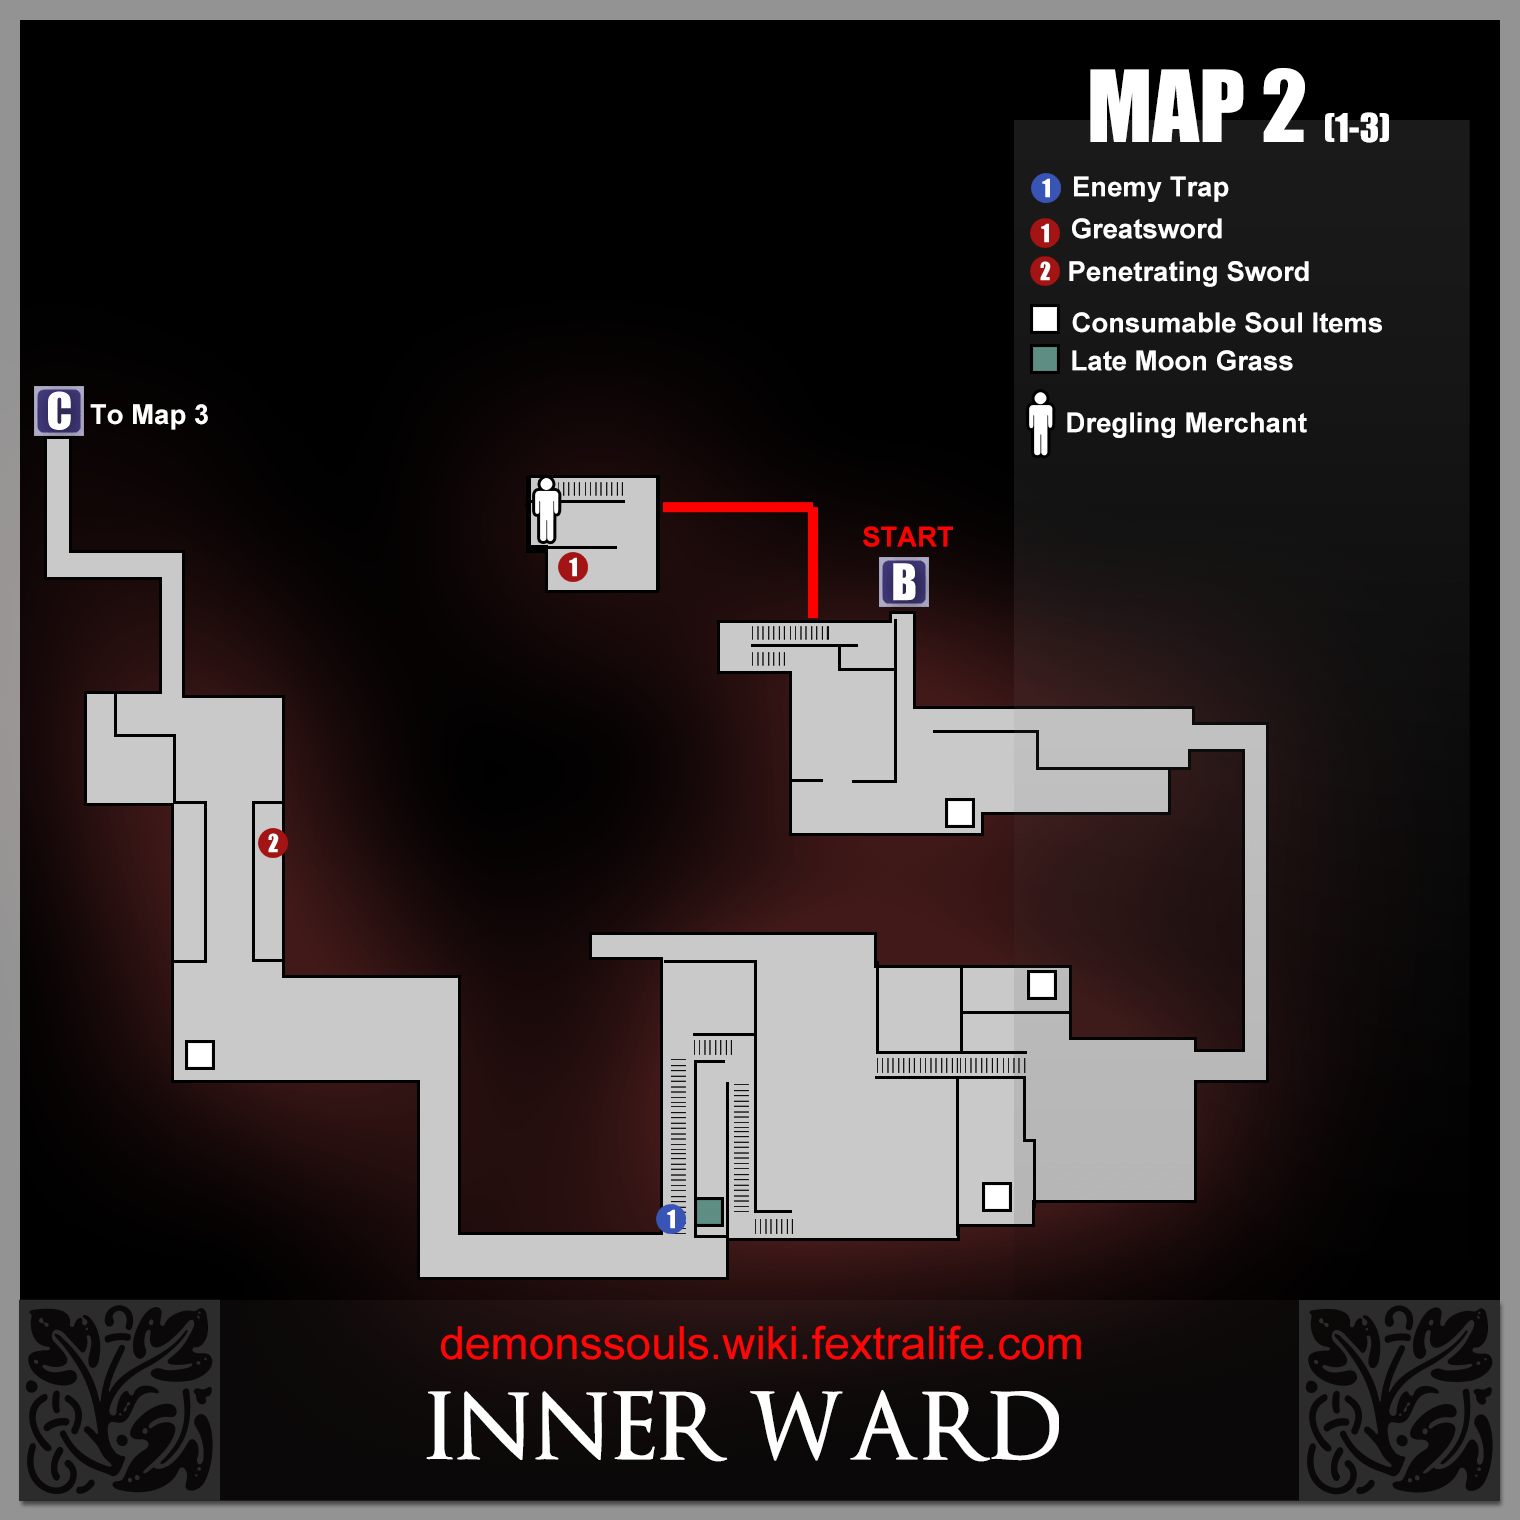 MAP 2 (1-3)
1 Enemy Trap
1 Greatsword
2 Penetrating Sword
Consumable Soul Items
Late Moon Grass
Dregling Merchant
C To Map 3
START
B
1
2
1
demonssouls.wiki.fextralife.com
INNER WARD